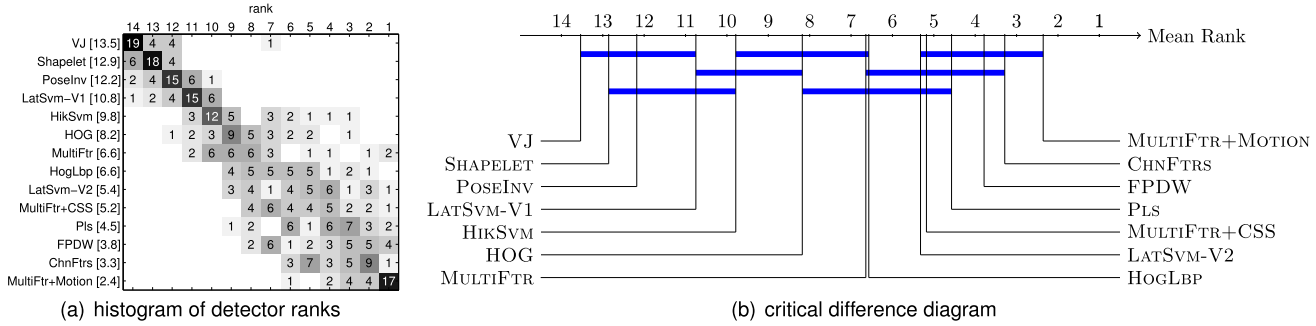 rank
14 13 12 11 10 9 8 7 6 5 4 3 2 1
VJ [13.5] 19 4 4 1
Shapelet [12.9] 6 18 4
PoseInv [12.2] 2 4 15 6 1
LatSvm−V1 [10.8] 1 2 4 15 6
HikSvm [9.8] 3 12 5 3 2 1 1 1
HOG [8.2] 1 2 3 9 5 3 2 2 1
MultiFtr [6.6] 2 6 6 6 3 1 1 1 2
HogLbp [6.6] 4 5 5 5 5 1 2 1
LatSvm−V2 [5.4] 3 4 1 4 5 6 1 3 1
MultiFtr+CSS [5.2] 4 6 4 4 5 2 2 1
Pls [4.5] 1 2 6 1 6 7 3 2
FPDW [3.8] 2 6 1 2 3 5 5 4
ChnFtrs [3.3] 3 7 3 5 9 1
MultiFtr+Motion [2.4] 1 2 4 4 17
(a) histogram of detector ranks
14 13 12 11 10 9 8 7 6 5 4 3 2 1
Mean Rank
VJ
SHAPELET
POSEINV
LATSVM-V1
HIKSVM
HOG
MULTIFTR
MULTIFTR+MOTION
CHNFTRS
FPDW
PLS
MULTIFTR+CSS
LATSVM-V2
HOGLBP
(b) critical difference diagram